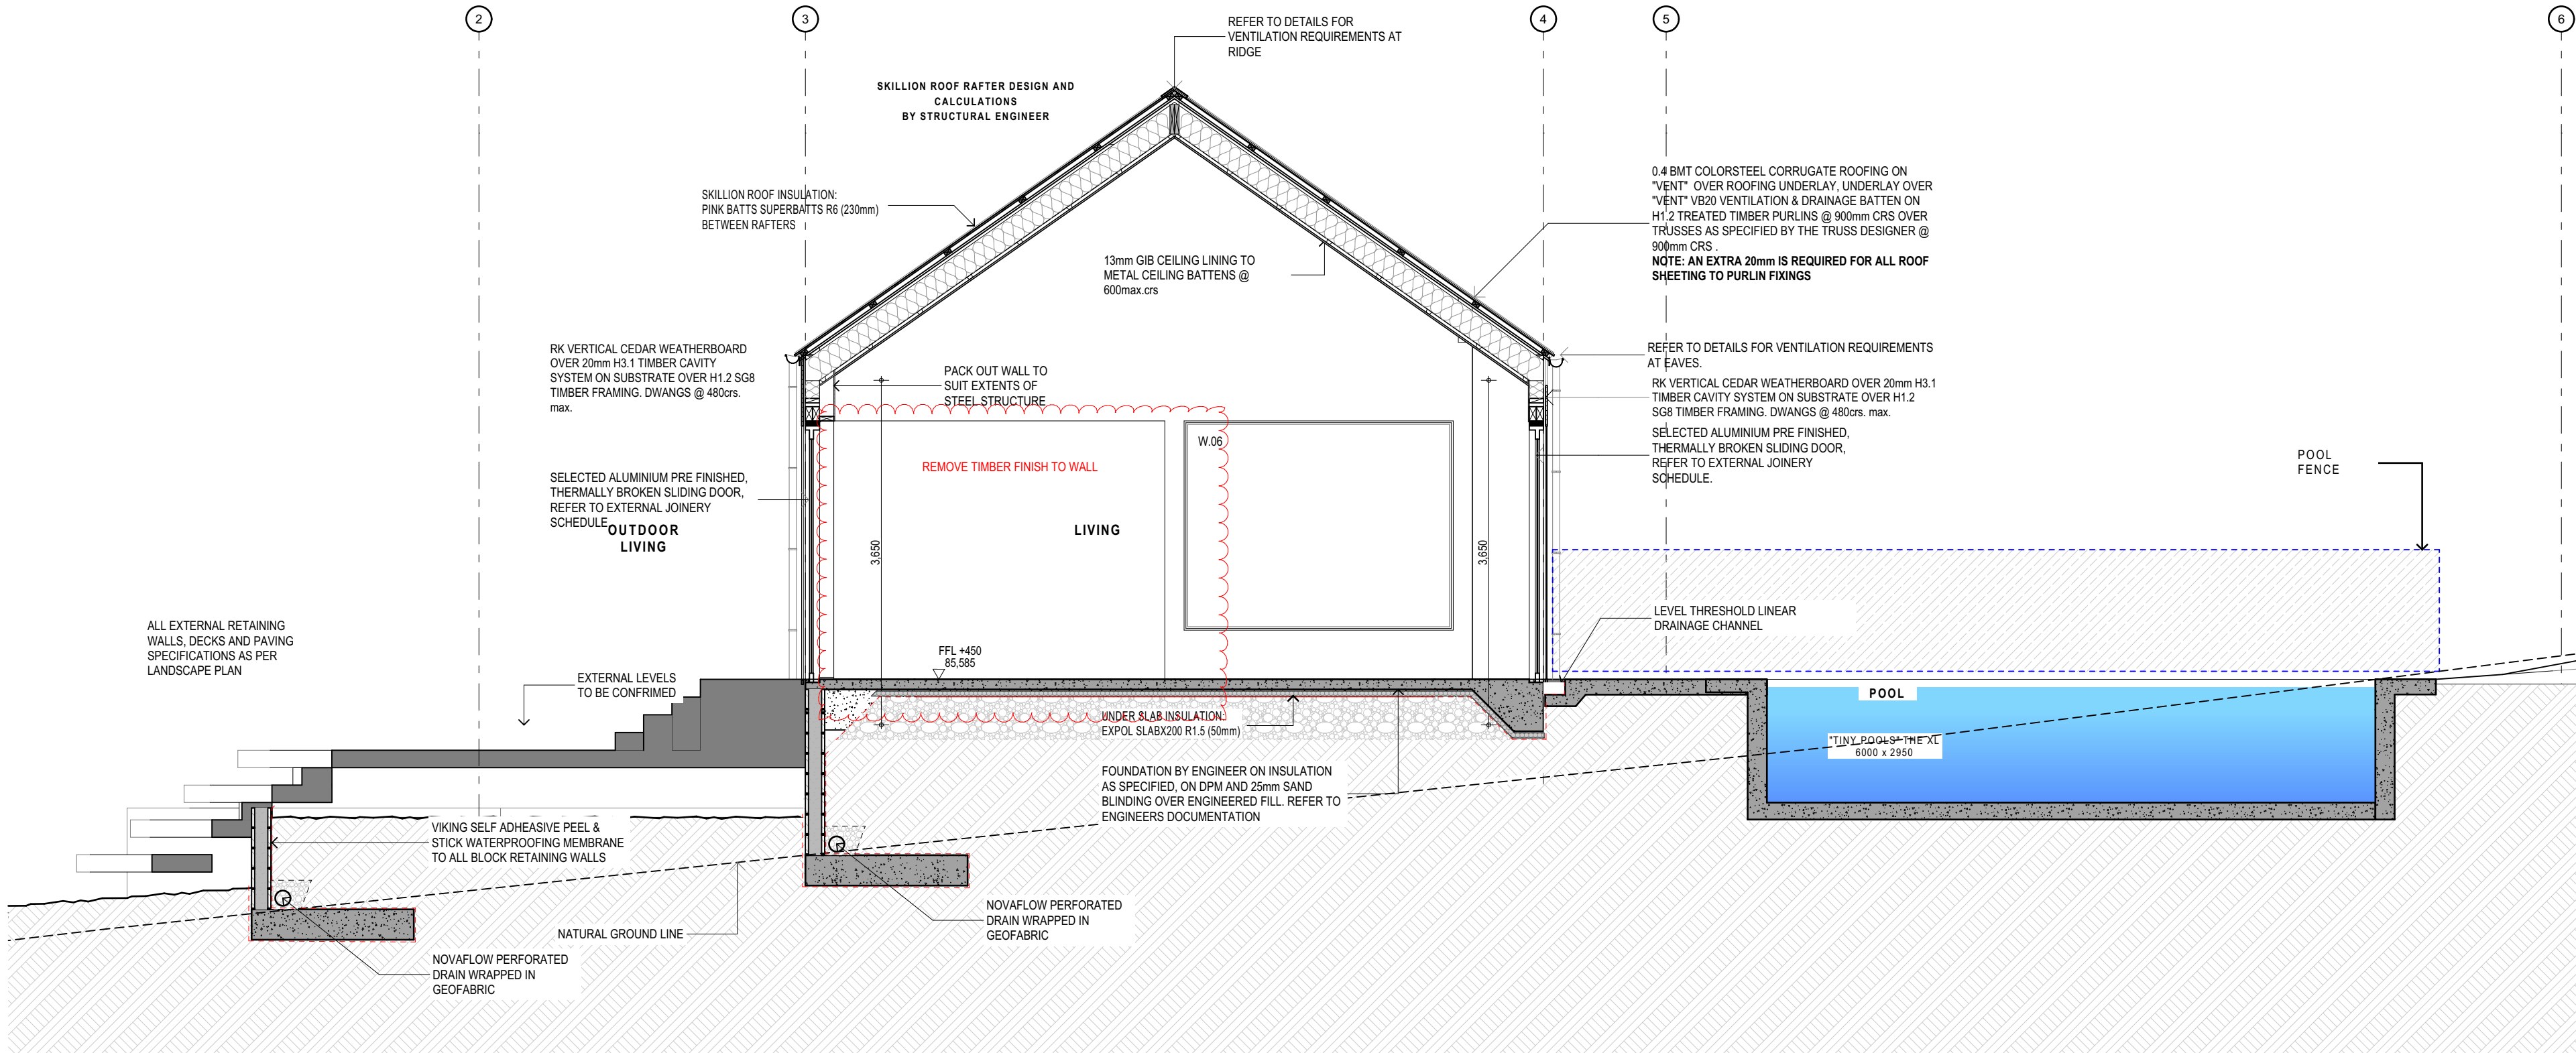 2
3
4
5
6
REFER TO DETAILS FOR
VENTILATION REQUIREMENTS AT
RIDGE
SKILLION ROOF RAFTER DESIGN AND
CALCULATIONS
BY STRUCTURAL ENGINEER
SKILLION ROOF INSULATION:
PINK BATTS SUPERBATTS R6 (230mm)
BETWEEN RAFTERS
0.4 BMT COLORSTEEL CORRUGATE ROOFING ON
"VENT" OVER ROOFING UNDERLAY, UNDERLAY OVER
"VENT" VB20 VENTILATION & DRAINAGE BATTEN ON
H1.2 TREATED TIMBER PURLINS @ 900mm CRS OVER
TRUSSES AS SPECIFIED BY THE TRUSS DESIGNER @
900mm CRS .
NOTE: AN EXTRA 20mm IS REQUIRED FOR ALL ROOF
SHEETING TO PURLIN FIXINGS
13mm GIB CEILING LINING TO
METAL CEILING BATTENS @
600max.crs
RK VERTICAL CEDAR WEATHERBOARD
OVER 20mm H3.1 TIMBER CAVITY
SYSTEM ON SUBSTRATE OVER H1.2 SG8
TIMBER FRAMING. DWANGS @ 480crs.
max.
PACK OUT WALL TO
SUIT EXTENTS OF
STEEL STRUCTURE
REFER TO DETAILS FOR VENTILATION REQUIREMENTS
AT EAVES.
RK VERTICAL CEDAR WEATHERBOARD OVER 20mm H3.1
TIMBER CAVITY SYSTEM ON SUBSTRATE OVER H1.2
SG8 TIMBER FRAMING. DWANGS @ 480crs. max.
SELECTED ALUMINIUM PRE FINISHED,
THERMALLY BROKEN SLIDING DOOR,
REFER TO EXTERNAL JOINERY
SCHEDULE.
W.06
REMOVE TIMBER FINISH TO WALL
POOL
FENCE
SELECTED ALUMINIUM PRE FINISHED,
THERMALLY BROKEN SLIDING DOOR,
REFER TO EXTERNAL JOINERY
SCHEDULE
OUTDOOR
LIVING
LIVING
3,650
3,650
ALL EXTERNAL RETAINING
WALLS, DECKS AND PAVING
SPECIFICATIONS AS PER
LANDSCAPE PLAN
LEVEL THRESHOLD LINEAR
DRAINAGE CHANNEL
FFL +450
85,585
EXTERNAL LEVELS
TO BE CONFRIMED
POOL
UNDER SLAB INSULATION:
EXPOL SLABX200 R1.5 (50mm)
"TINY POOLS" THE XL
6000 x 2950
FOUNDATION BY ENGINEER ON INSULATION
AS SPECIFIED, ON DPM AND 25mm SAND
BLINDING OVER ENGINEERED FILL. REFER TO
ENGINEERS DOCUMENTATION
VIKING SELF ADHEASIVE PEEL &
STICK WATERPROOFING MEMBRANE
TO ALL BLOCK RETAINING WALLS
NOVAFLOW PERFORATED
DRAIN WRAPPED IN
GEOFABRIC
NATURAL GROUND LINE
NOVAFLOW PERFORATED
DRAIN WRAPPED IN
GEOFABRIC